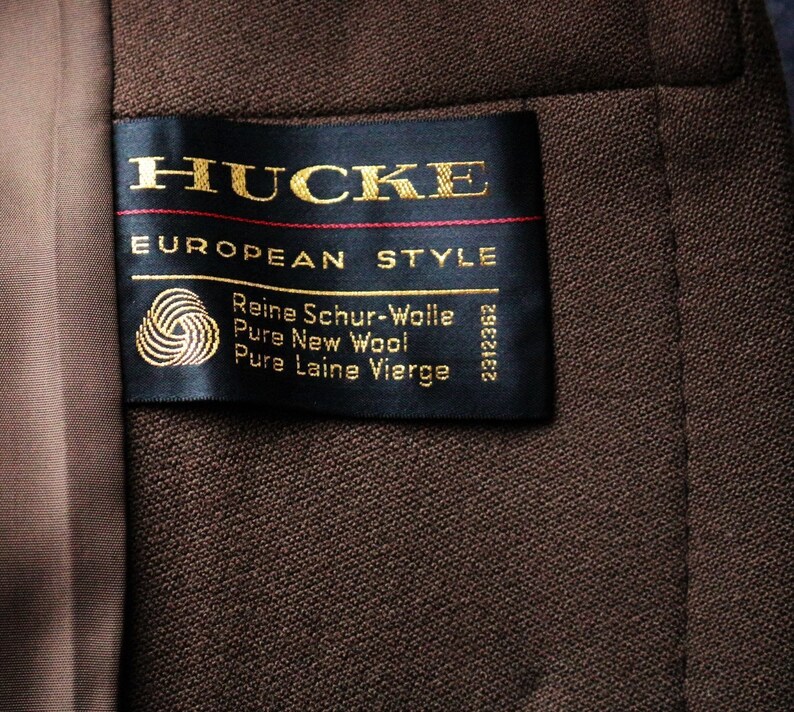 HUCKE
EUROPEAN STYLE
Reine Schur-Wolle
Pure New Wool
Pure Laine Vierge
2312362